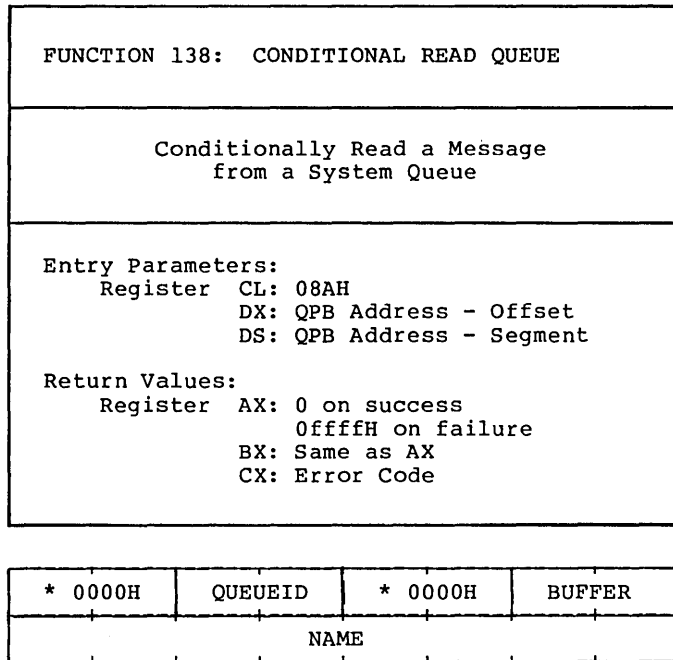 FUNCTION 138: CONDITIONAL READ QUEUE
Conditionally Read a Message
from a System Queue
Entry Parameters:
Register CL: 08AH
DX: QPB Address - Offset
DS: QPB Address - Segment
Return Values:
Register AX: 0 on success
0ffffH on failure
BX: Same as AX
CX: Error Code
* 0000H QUEUEID * 0000H BUFFER
NAME